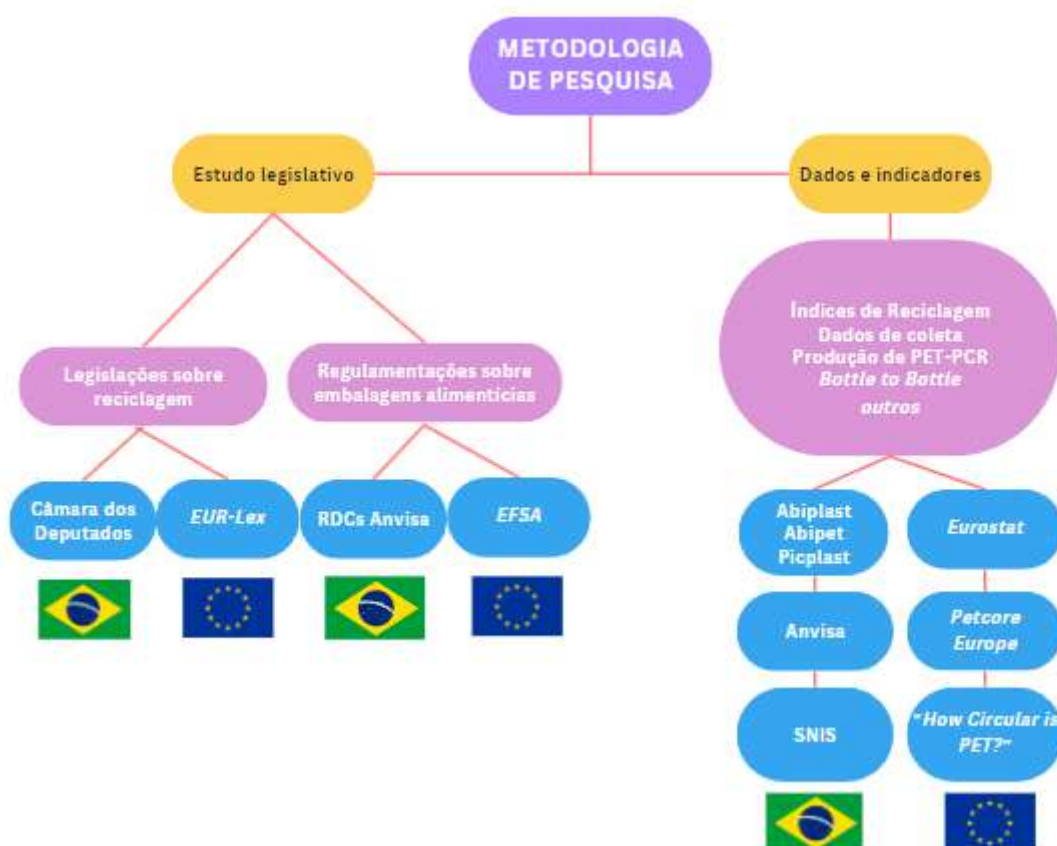 METODOLOGIA
DE PESQUISA
Estudo legislativo
Dados e indicadores
Legislações sobre
reciclagem
Regulamentações sobre
embalagens alimentícias
Índices de Reciclagem
Dados de coleta
Produção de PET-PCR
Bottle to Bottle
outros
Câmara dos
Deputados
EUR-Lex
RDCs Anvisa
EFSA
Abiplast
Abipet
Picplast
Eurostat
Anvisa
Petcore
Europe
SNIS
"How Circular is
PET?"